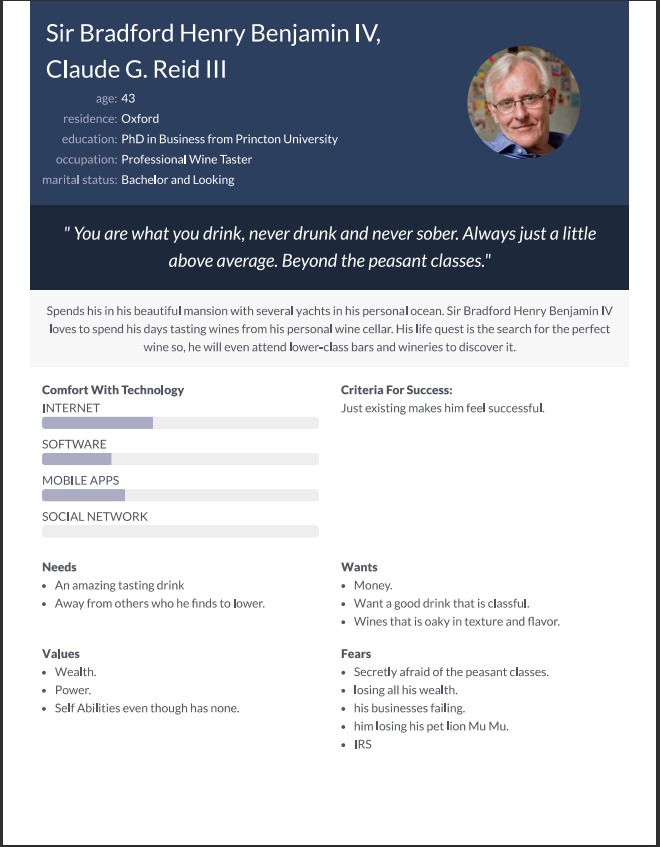 Sir Bradford Henry Benjamin IV,
Claude G. Reid III
age: 43
residence: Oxford
education: PhD in Business from Princton University
occupation: Professional Wine Taster
marital status: Bachelor and Looking
" You are what you drink, never drunk and never sober. Always just a little
above average. Beyond the peasant classes."
Spends his in his beautiful mansion with several yachts in his personal ocean. Sir Bradford Henry Benjamin IV
loves to spend his days tasting wines from his personal wine cellar. His life quest is the search for the perfect
wine so, he will even attend lower-class bars and wineries to discover it.
Comfort With Technology
INTERNET
SOFTWARE
MOBILE APPS
SOCIAL NETWORK
Criteria For Success:
Just existing makes him feel successful.
Needs
• An amazing tasting drink
• Away from others who he finds to lower.
Wants
• Money.
• Want a good drink that is classful.
• Wines that is oaky in texture and flavor.
Values
• Wealth.
• Power.
• Self Abilities even though has none.
Fears
• Secretly afraid of the peasant classes.
• losing all his wealth.
• his businesses failing.
• him losing his pet lion Mu Mu.
• IRS